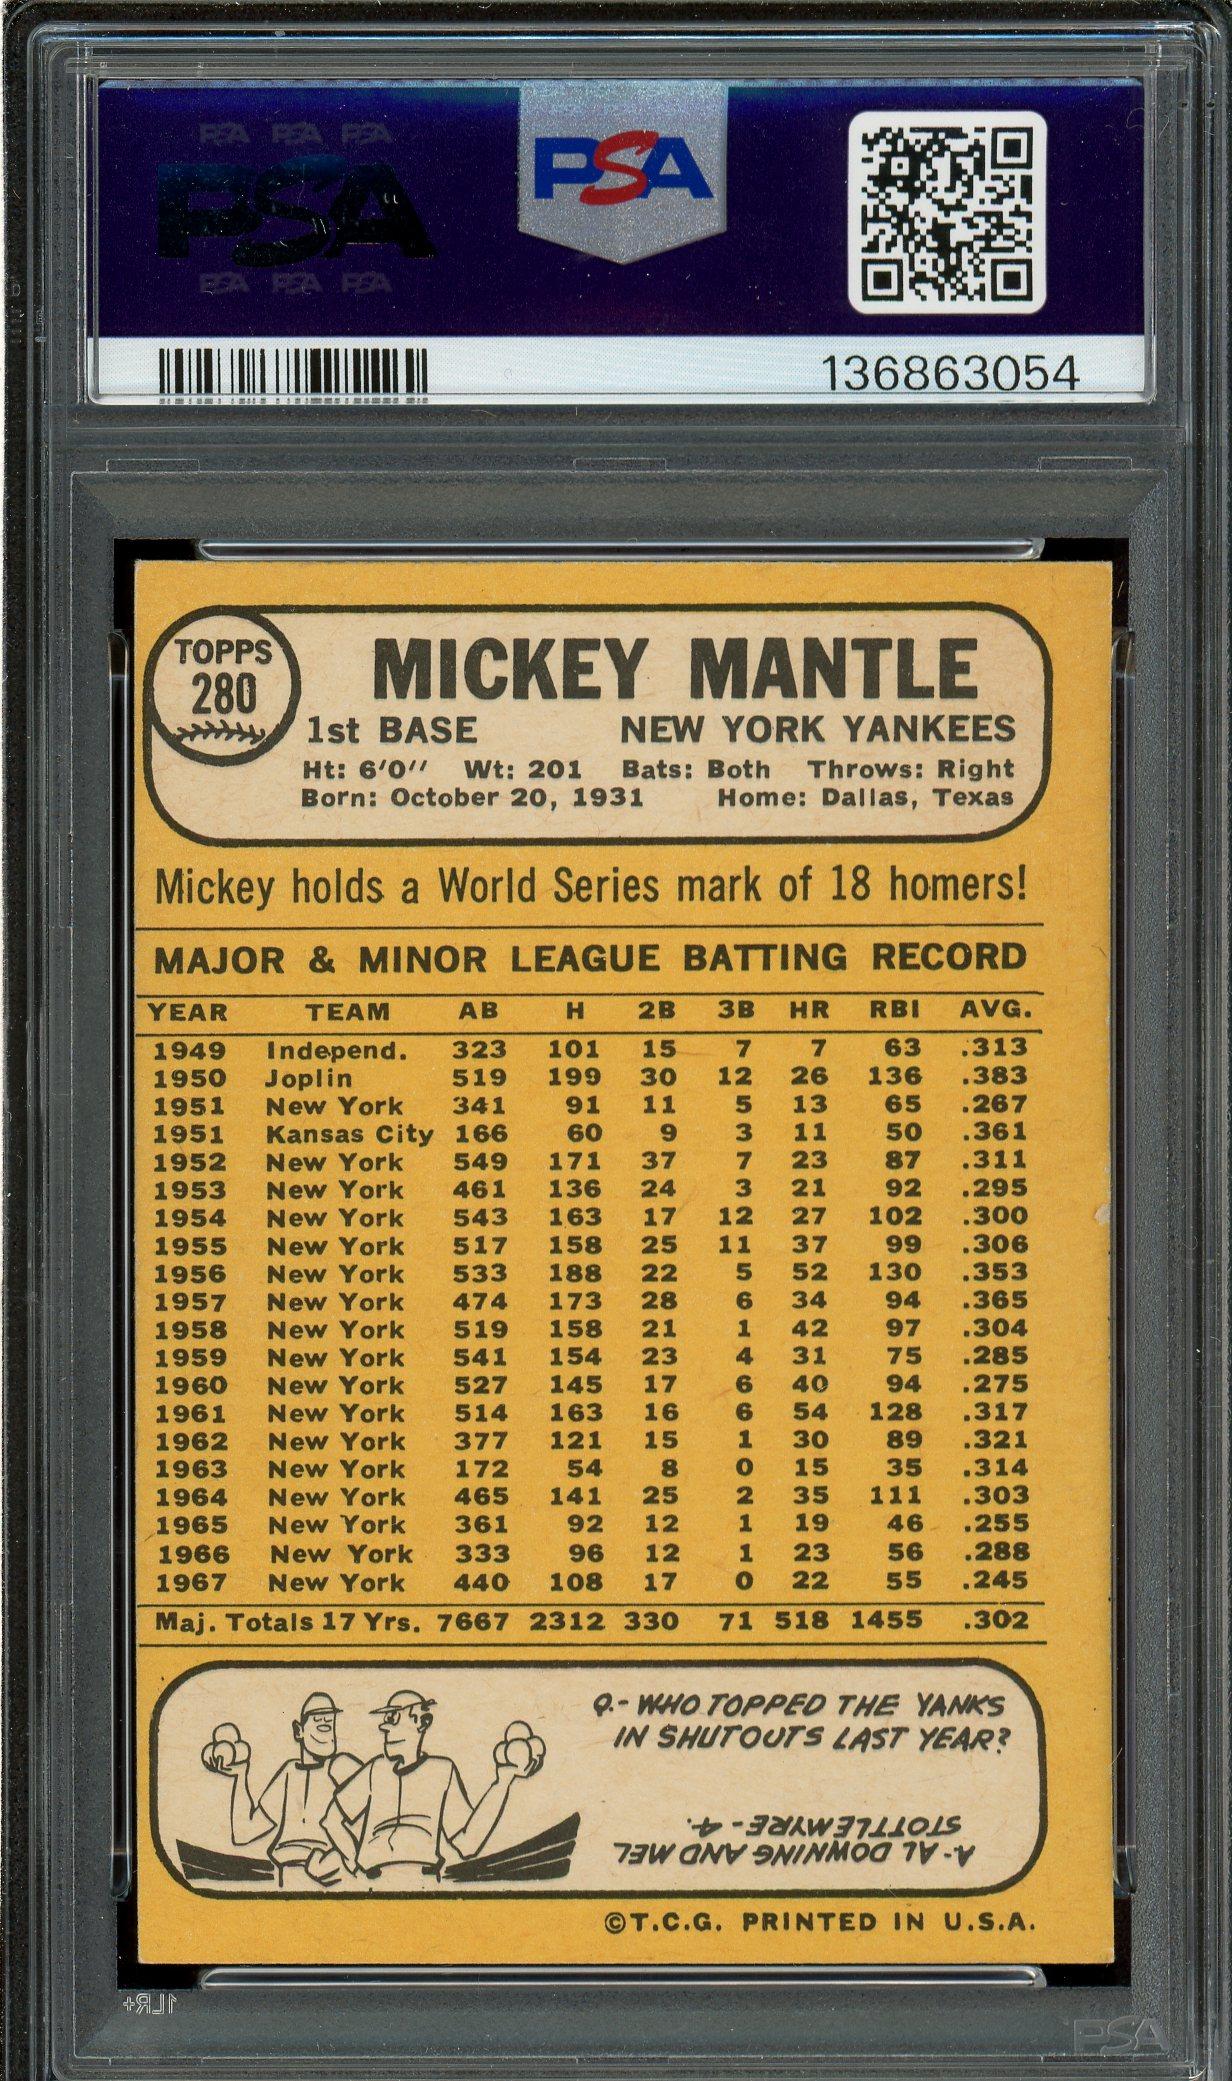 PSA PSA PSA
PSA
PSA PSA PSA
PSA
136863054
TOPPS
280
MICKEY MANTLE
1st BASE NEW YORK YANKEES
Ht: 6'0" Wt: 201 Bats: Both Throws: Right
Born: October 20, 1931 Home: Dallas, Texas
Mickey holds a World Series mark of 18 homers!
MAJOR & MINOR LEAGUE BATTING RECORD
YEAR TEAM AB H 2B 3B HR RBI AVG.
1949 Independ. 323 101 15 7 7 63 .313
1950 Joplin 519 199 30 12 26 136 .383
1951 New York 341 91 11 5 13 65 .267
1951 Kansas City 166 60 9 3 11 50 .361
1952 New York 549 171 37 7 23 87 .311
1953 New York 461 136 24 3 21 92 .295
1954 New York 543 163 17 12 27 102 .300
1955 New York 517 158 25 11 37 99 .306
1956 New York 533 188 22 5 52 130 .353
1957 New York 474 173 28 6 34 94 .365
1958 New York 519 158 21 1 42 97 .304
1959 New York 541 154 23 4 31 75 .285
1960 New York 527 145 17 6 40 94 .275
1961 New York 514 163 16 6 54 128 .317
1962 New York 377 121 15 1 30 89 .321
1963 New York 172 54 8 0 15 35 .314
1964 New York 465 141 25 2 35 111 .303
1965 New York 361 92 12 1 19 46 .255
1966 New York 333 96 12 1 23 56 .288
1967 New York 440 108 17 0 22 55 .245
Maj. Totals 17 Yrs. 7667 2312 330 71 518 1455 .302
Q.- WHO TOPPED THE YANKS
IN SHUTOUTS LAST YEAR?
A- AL DOWNING AND MEL
STOTTLEMYRE - 4.
©T.C.G. PRINTED IN U.S.A.
1LR+
PSA